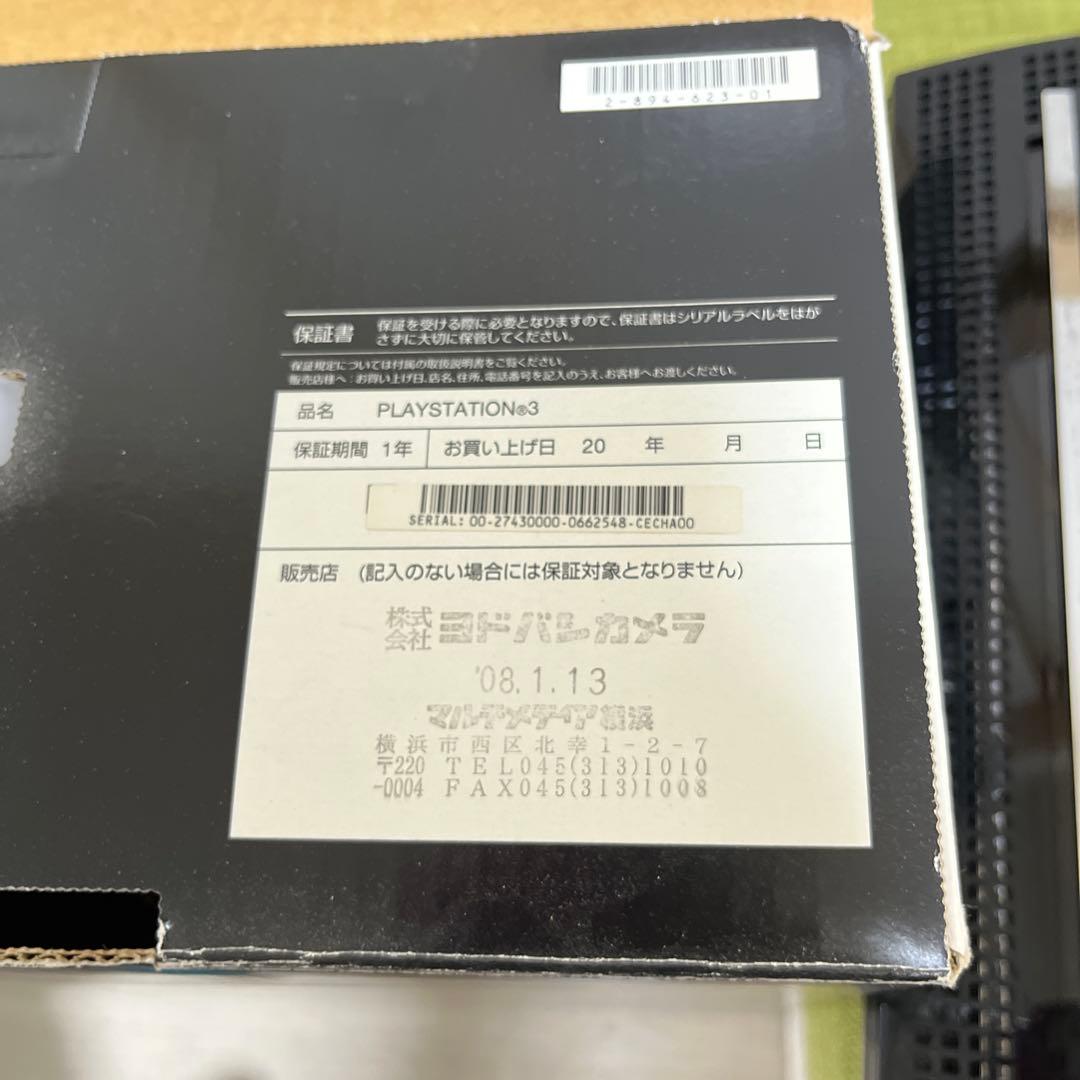 2-894-623-01
保証書 保証を受ける際に必要となりますので、保証書はシリアルラベルをはが
さずに大切に保管してください。
保証規定については付属の取扱説明書をご覧ください。
販売店様へ：お買い上げ日、店名、住所、電話番号を記入のうえ、お客様へお渡しください。
品名 PLAYSTATION®3
保証期間 1年 お買い上げ日 20 年 月 日
SERIAL: 00-27430000-0662548-CECHA00
販売店 (記入のない場合には保証対象となりません)
株式会社 ヨドバシカメラ
'08.1.13
マルチメディア横浜
横浜市西区北幸1-2-7
〒220 TEL045(313)1010
-0004 FAX045(313)1008